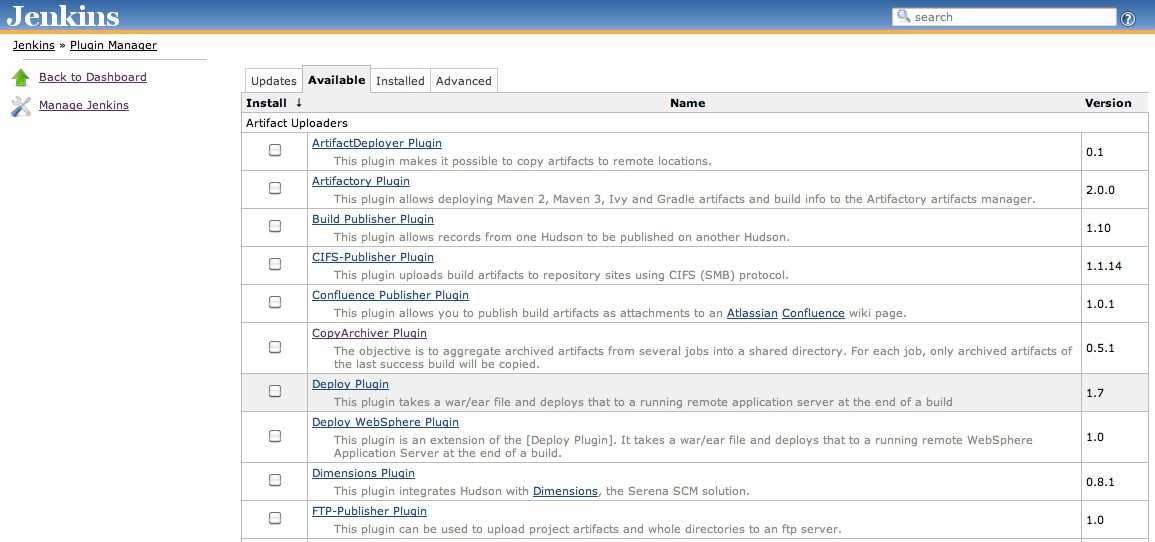 Jenkins
search
?
Jenkins » Plugin Manager
Back to Dashboard
Manage Jenkins
Updates Available Installed Advanced
Install ↓ Name Version
Artifact Uploaders
ArtifactDeployer Plugin
This plugin makes it possible to copy artifacts to remote locations.
0.1
Artifactory Plugin
This plugin allows deploying Maven 2, Maven 3, Ivy and Gradle artifacts and build info to the Artifactory artifacts manager.
2.0.0
Build Publisher Plugin
This plugin allows records from one Hudson to be published on another Hudson.
1.10
CIFS-Publisher Plugin
This plugin uploads build artifacts to repository sites using CIFS (SMB) protocol.
1.1.14
Confluence Publisher Plugin
This plugin allows you to publish build artifacts as attachments to an Atlassian Confluence wiki page.
1.0.1
CopyArchiver Plugin
The objective is to aggregate archived artifacts from several jobs into a shared directory. For each job, only archived artifacts of
the last success build will be copied.
0.5.1
Deploy Plugin
This plugin takes a war/ear file and deploys that to a running remote application server at the end of a build
1.7
Deploy WebSphere Plugin
This plugin is an extension of the [Deploy Plugin]. It takes a war/ear file and deploys that to a running remote WebSphere
Application Server at the end of a build.
1.0
Dimensions Plugin
This plugin integrates Hudson with Dimensions, the Serena SCM solution.
0.8.1
FTP-Publisher Plugin
This plugin can be used to upload project artifacts and whole directories to an ftp server.
1.0